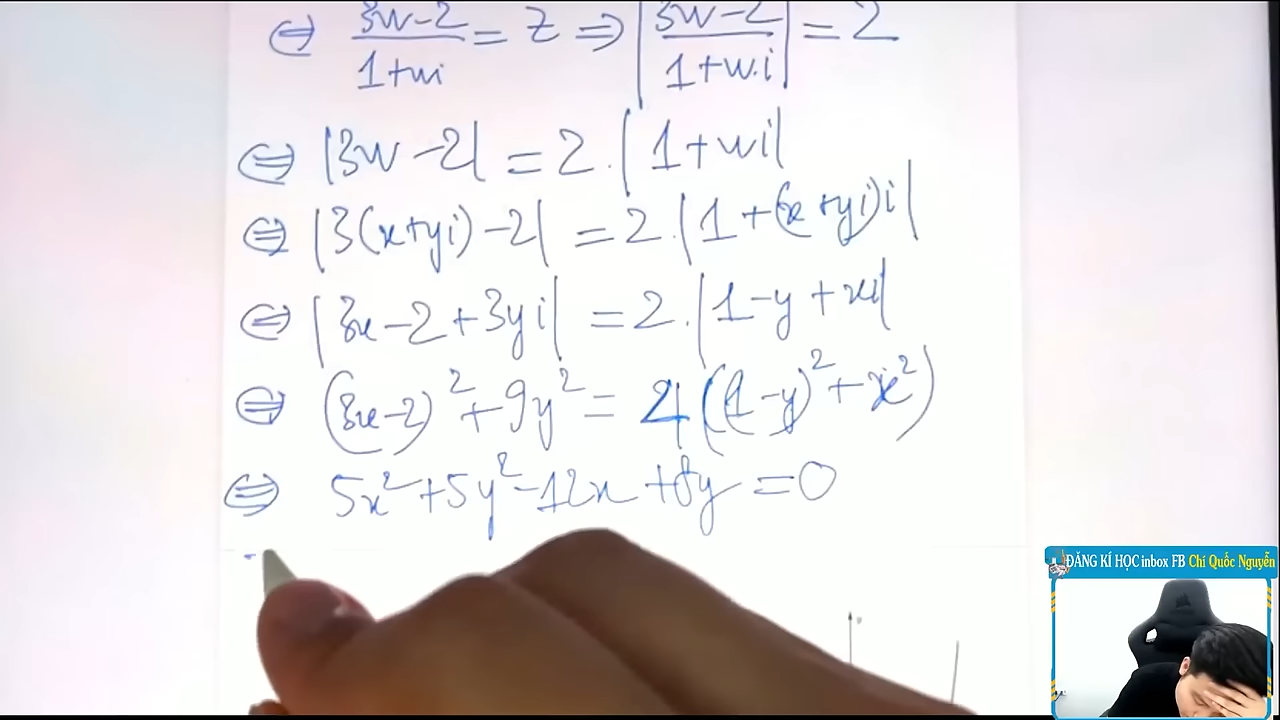 ⇔ (3w-2)/(1+wi) = z ⇒ |(3w-2)/(1+w.i)| = 2
⇔ |3w-2| = 2.|1+wi|
⇔ |3(x+yi)-2| = 2.|1+(x+yi)i|
⇔ |3x-2+3yi| = 2.|1-y+xi|
⇔ (3x-2)²+9y² = 4((1-y)²+x²)
⇔ 5x²+5y²-12x+8y=0
ĐĂNG KÍ HỌC inbox FB Chí Quốc Nguyễn